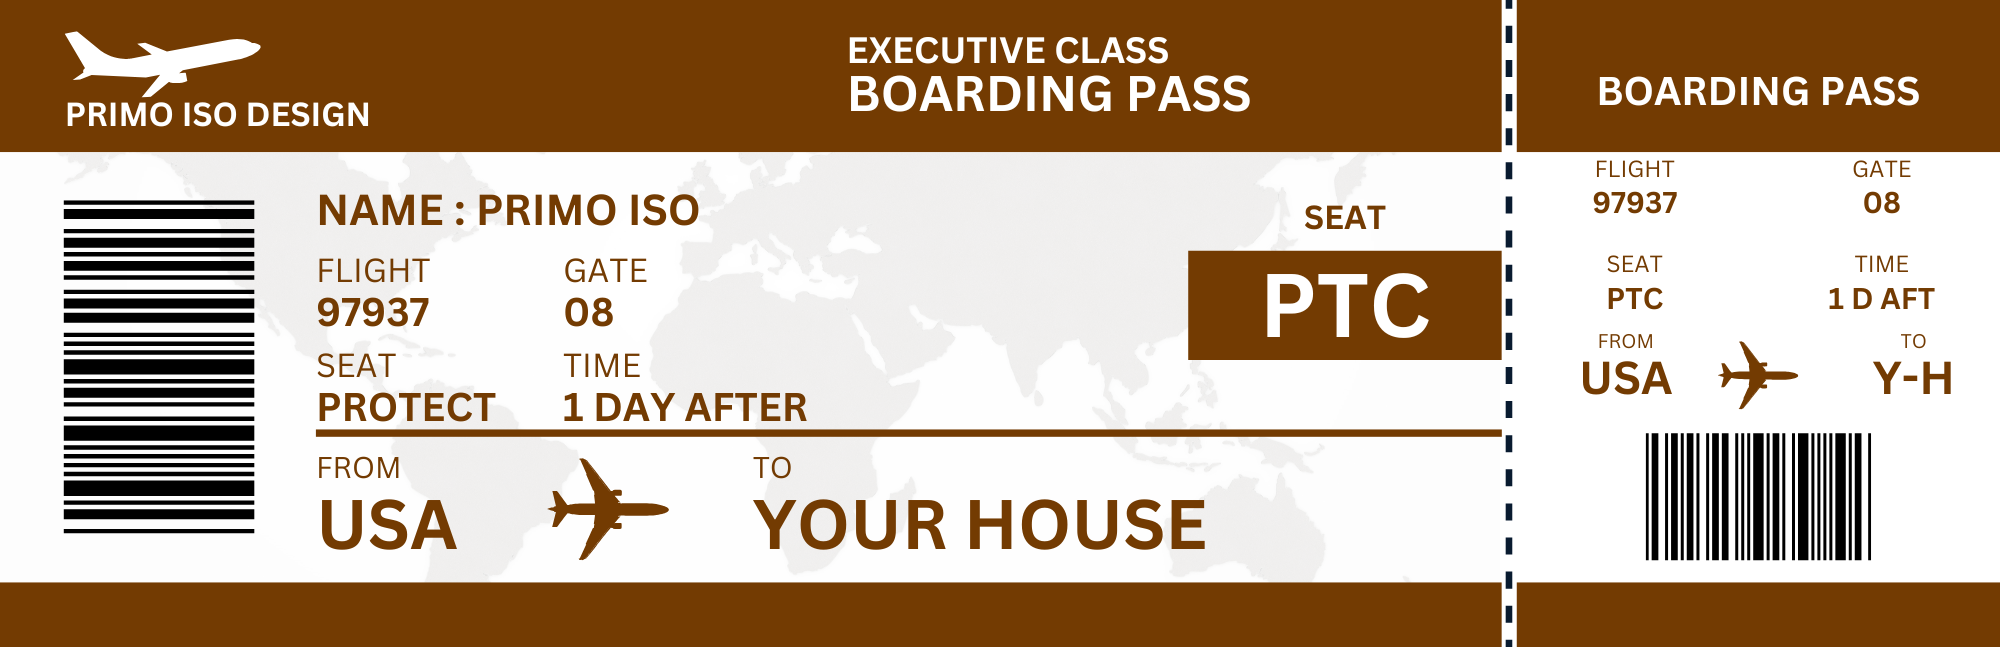 PRIMO ISO DESIGN
EXECUTIVE CLASS
BOARDING PASS
NAME : PRIMO ISO
FLIGHT GATE
97937 08
SEAT TIME
PROTECT 1 DAY AFTER
FROM TO
USA YOUR HOUSE
SEAT
PTC
BOARDING PASS
FLIGHT GATE
97937 08
SEAT TIME
PTC 1 D AFT
FROM TO
USA Y-H